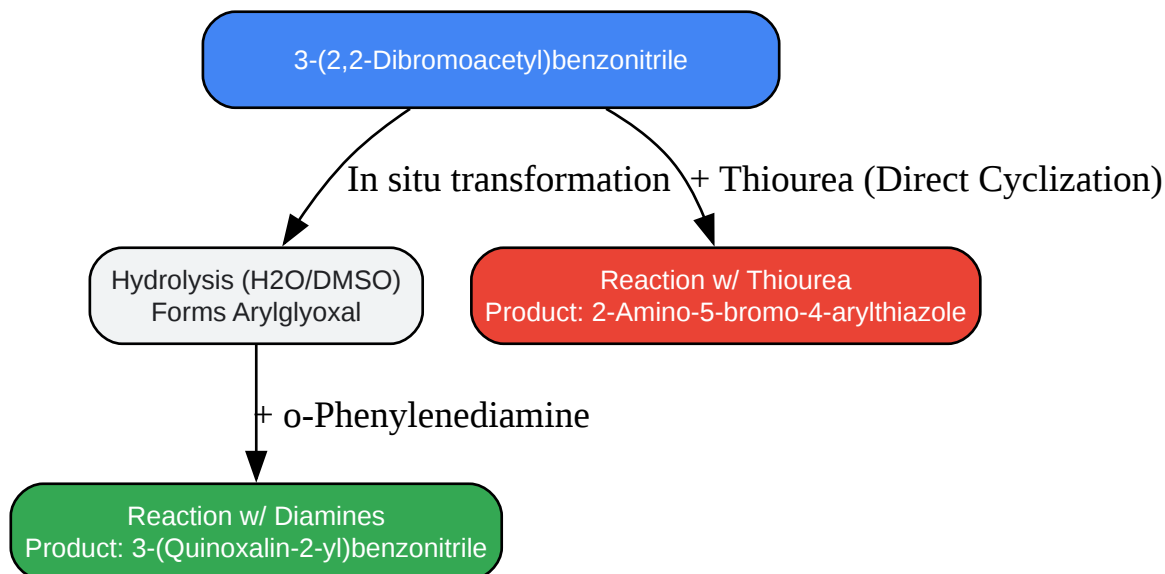 3-(2,2-Dibromoacetyl)benzonitrile
In situ transformation
+ Thiourea (Direct Cyclization)
Hydrolysis (H2O/DMSO)
Forms Arylglyoxal
Reaction w/ Thiourea
Product: 2-Amino-5-bromo-4-arylthiazole
+ o-Phenylenediamine
Reaction w/ Diamines
Product: 3-(Quinoxalin-2-yl)benzonitrile